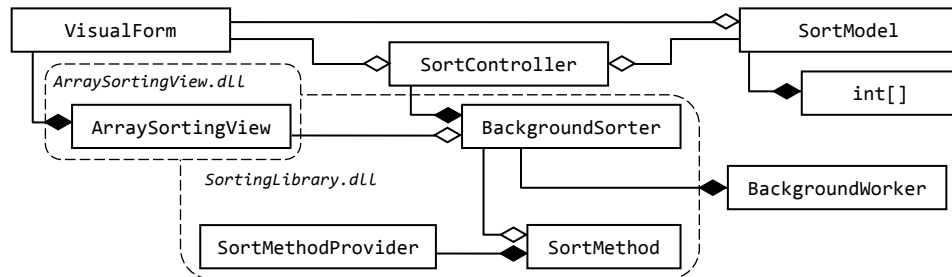 VisualForm
SortModel
SortController
ArraySortingView.dll
int[]
ArraySortingView
BackgroundSorter
SortingLibrary.dll
BackgroundWorker
SortMethodProvider
SortMethod